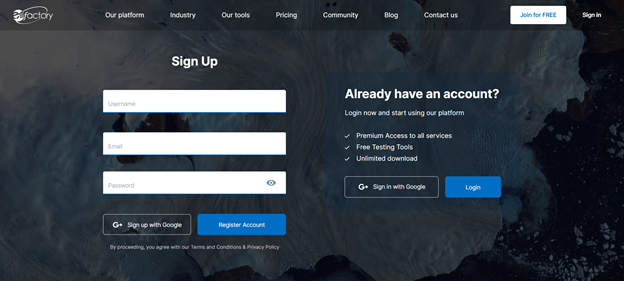 factory
Our platform Industry Our tools Pricing Community Blog Contact us Join for FREE Sign in
Sign Up
Username
Email
Password
Sign up with Google Register Account
By proceeding, you agree with our Terms and Conditions & Privacy Policy
Already have an account?
Login now and start using our platform
Premium Access to all services
Free Testing Tools
Unlimited download
Sign in with Google Login